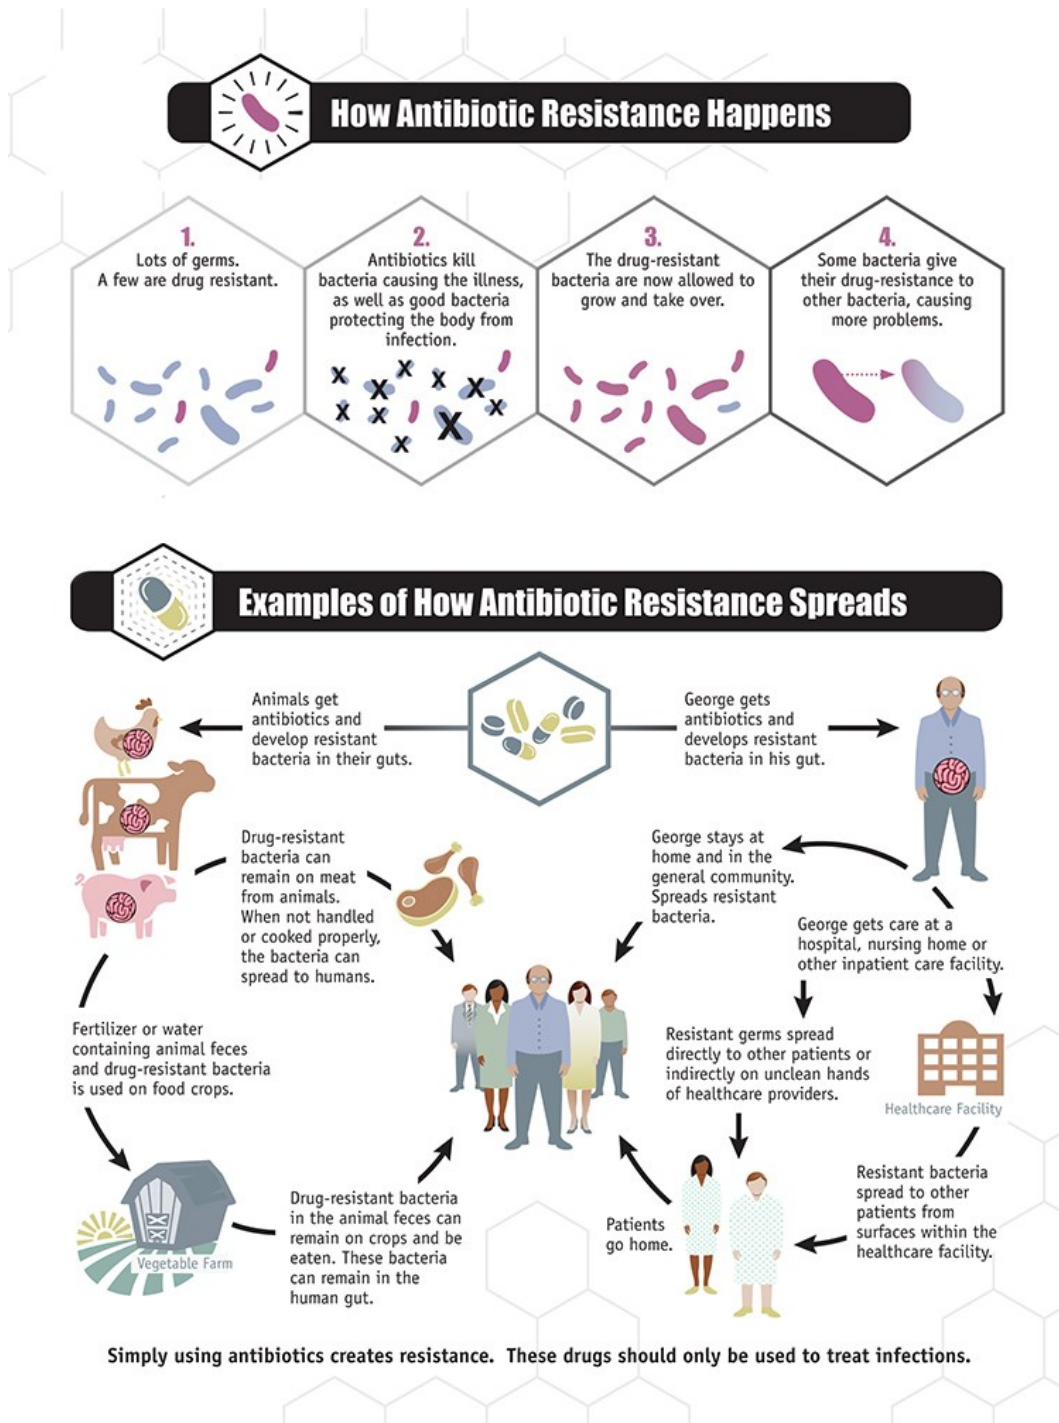 How Antibiotic Resistance Happens
1.
Lots of germs.
A few are drug resistant.
2.
Antibiotics kill
bacteria causing the illness,
as well as good bacteria
protecting the body from
infection.
X X X X X X X X X X
3.
The drug-resistant
bacteria are now allowed to
grow and take over.
4.
Some bacteria give
their drug-resistance to
other bacteria, causing
more problems.
Examples of How Antibiotic Resistance Spreads
Animals get
antibiotics and
develop resistant
bacteria in their guts.
George gets
antibiotics and
develops resistant
bacteria in his gut.
Drug-resistant
bacteria can
remain on meat
from animals.
When not handled
or cooked properly,
the bacteria can
spread to humans.
George stays at
home and in the
general community.
Spreads resistant
bacteria.
George gets care at a
hospital, nursing home or
other inpatient care facility.
Fertilizer or water
containing animal feces
and drug-resistant bacteria
is used on food crops.
Resistant germs spread
directly to other patients or
indirectly on unclean hands
of healthcare providers.
Healthcare Facility
Vegetable Farm
Drug-resistant bacteria
in the animal feces can
remain on crops and be
eaten. These bacteria
can remain in the
human gut.
Patients
go home.
Resistant bacteria
spread to other
patients from
surfaces within the
healthcare facility.
Simply using antibiotics creates resistance. These drugs should only be used to treat infections.